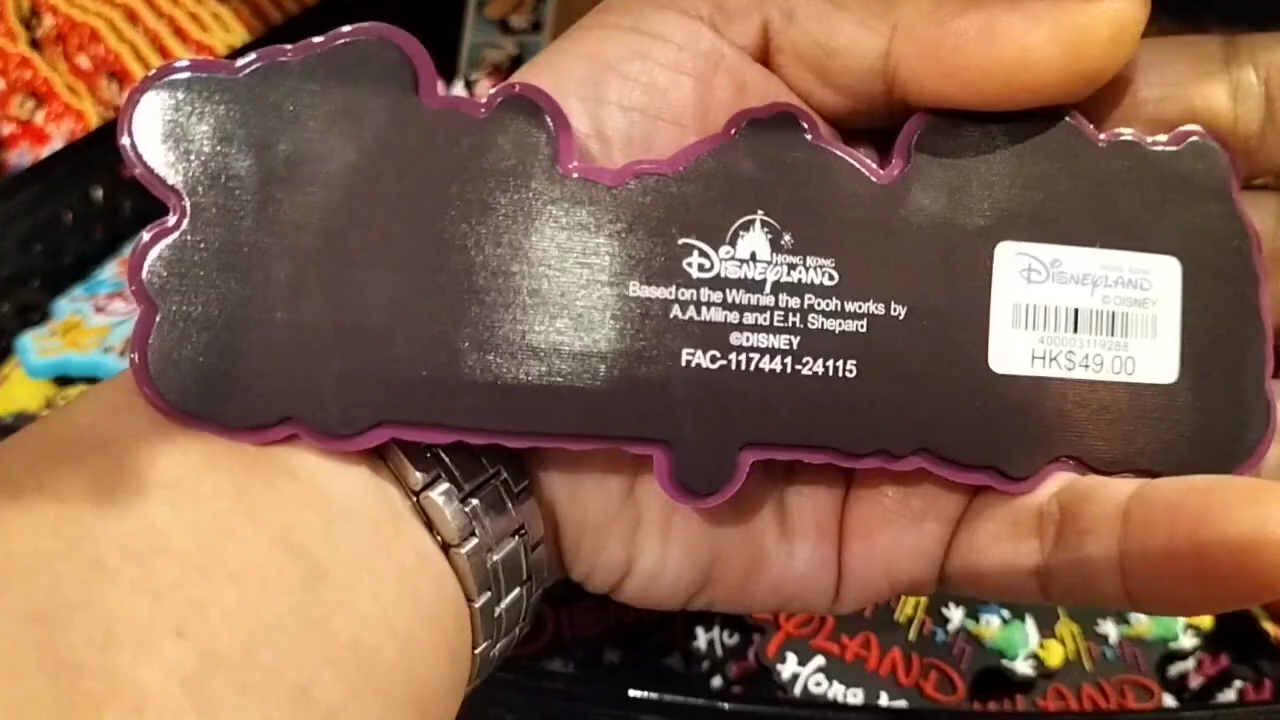 HONG KONG
DISNEYLAND
Based on the Winnie the Pooh works by
A.A.Milne and E.H. Shepard
©DISNEY
FAC-117441-24115
HONG KONG
DISNEYLAND
© DISNEY
400003119288
HK$49.00
HONG